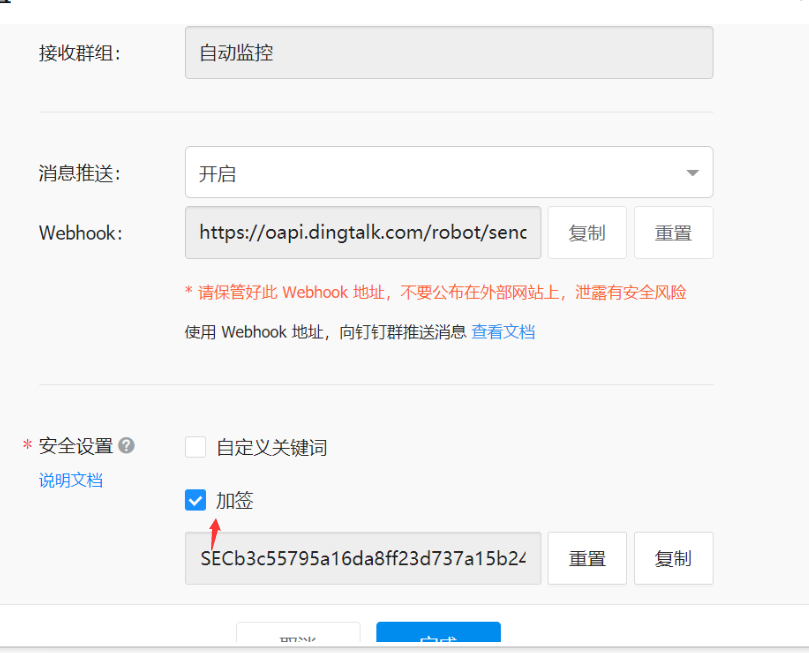 接收群组:
自动监控
消息推送:
开启
Webhook:
https://oapi.dingtalk.com/robot/senc
复制
重置
* 请保管好此 Webhook 地址，不要公布在外部网站上，泄露有安全风险
使用 Webhook 地址，向钉钉群推送消息 查看文档
* 安全设置 ?
自定义关键词
说明文档
加签
SECb3c55795a16da8ff23d737a15b24
重置
复制
取消
完成